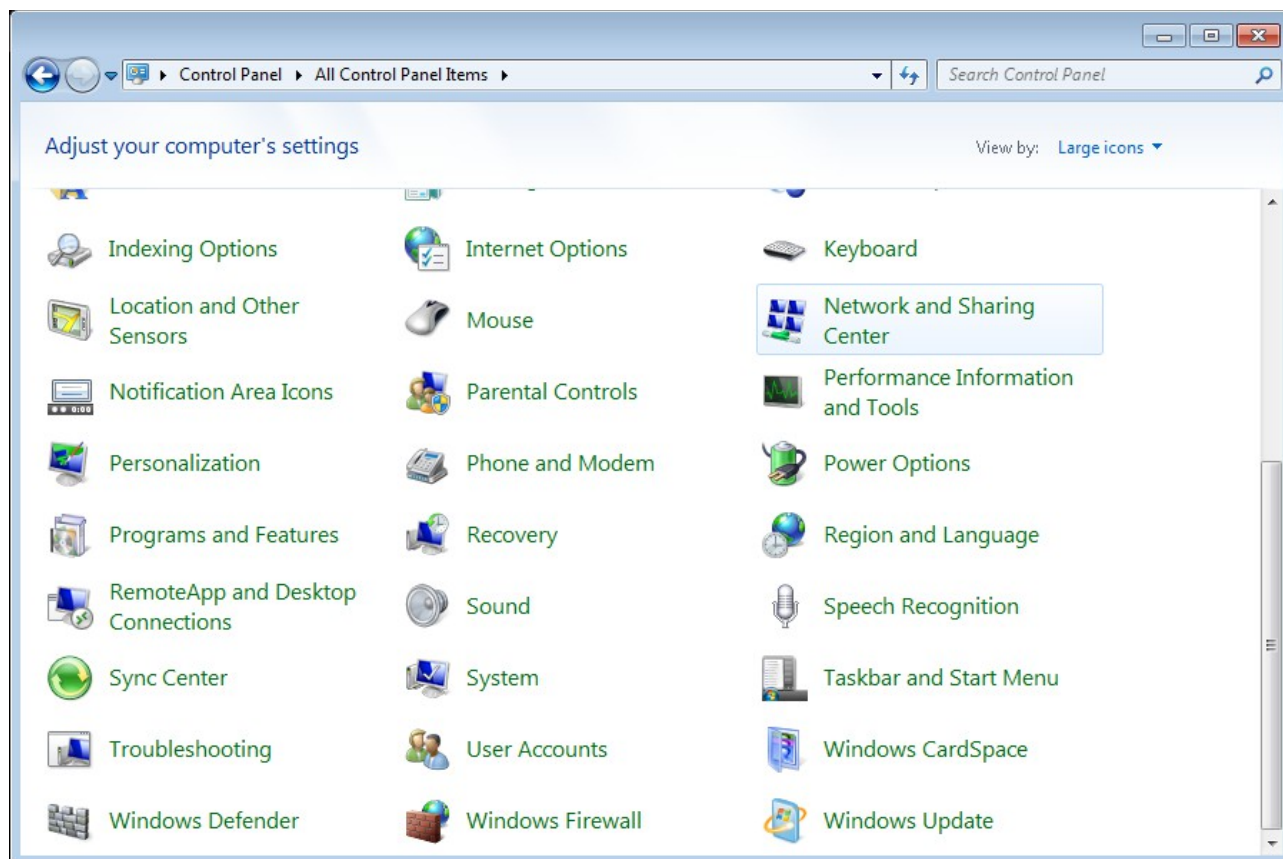 Control Panel All Control Panel Items Search Control Panel
Adjust your computer's settings View by: Large icons
Indexing Options Internet Options Keyboard
Location and Other
Sensors
Mouse
Network and Sharing
Center
Notification Area Icons Parental Controls
Performance Information
and Tools
Personalization Phone and Modem Power Options
Programs and Features Recovery Region and Language
RemoteApp and Desktop
Connections
Sound Speech Recognition
Sync Center System Taskbar and Start Menu
Troubleshooting User Accounts Windows CardSpace
Windows Defender Windows Firewall Windows Update